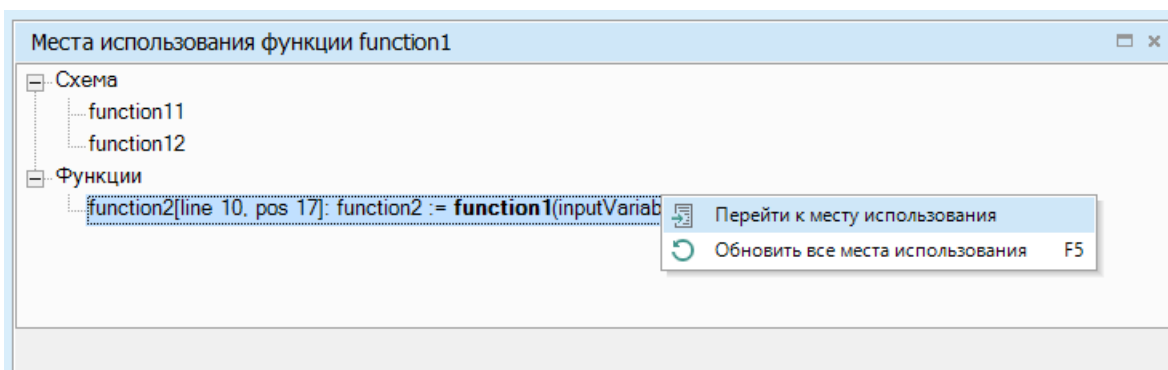 Места использования функции function1
Схема
function11
function12
Функции
function2[line 10, pos 17]: function2 := function1(inputVariab
Перейти к месту использования
Обновить все места использования F5